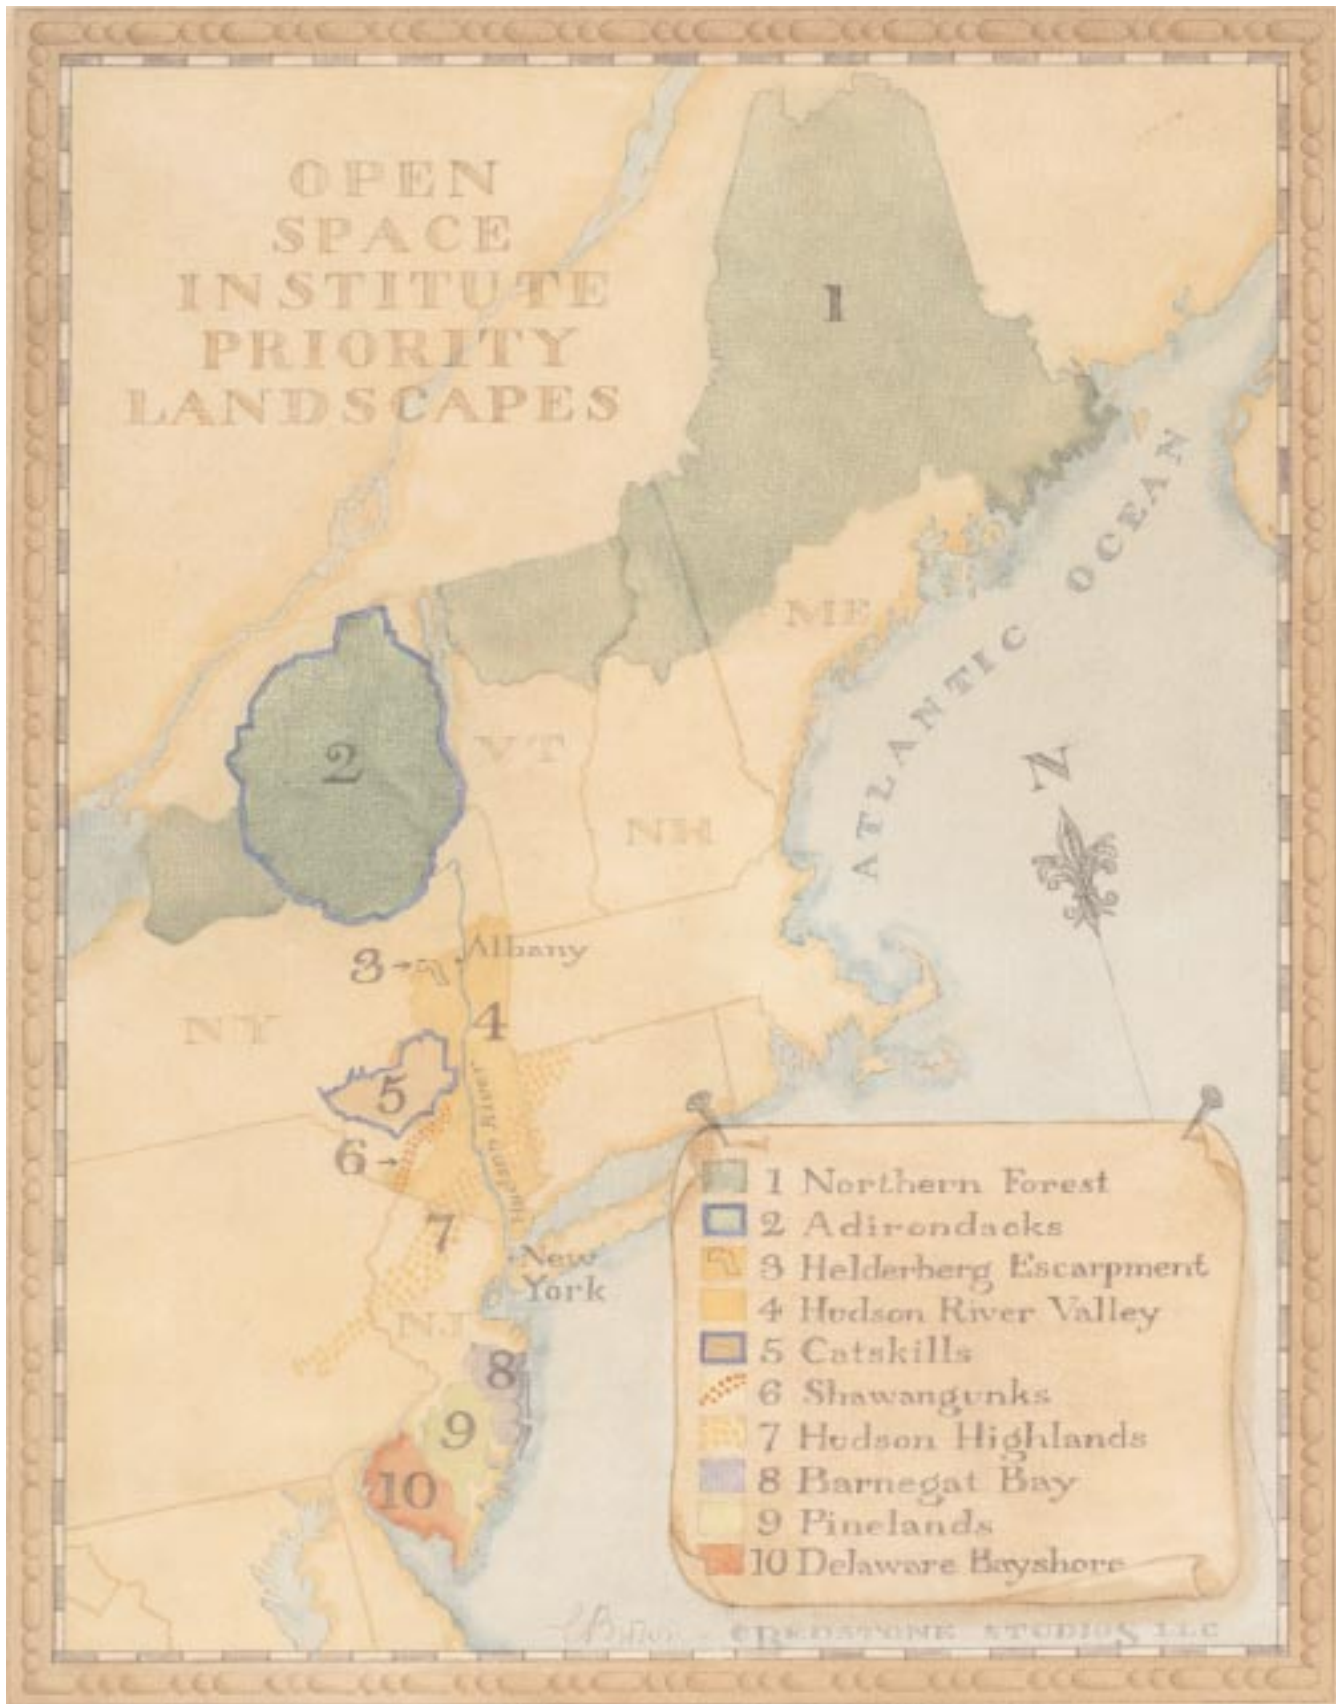 OPEN
SPACE
INSTITUTE
PRIORITY
LANDSCAPES
1
ATLANTIC OCEAN
ME
2
VT
N
NH
3
Albany
NY
4
5
Hudson River
6
7
New
York
NJ
8
9
10
1 Northern Forest
2 Adirondacks
3 Helderberg Escarpment
4 Hudson River Valley
5 Catskills
6 Shawangunks
7 Hudson Highlands
8 Barnegat Bay
9 Pinelands
10 Delaware Bayshore
©REDSTONE STUDIOS LLC